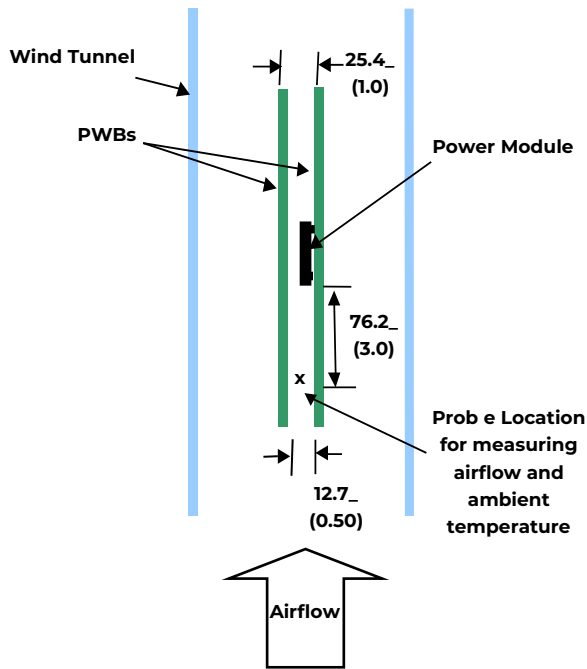 Wind Tunnel
25.4_
(1.0)
PWBs
Power Module
76.2_
(3.0)
x
Prob e Location
for measuring
airflow and
ambient
temperature
12.7_
(0.50)
Airflow